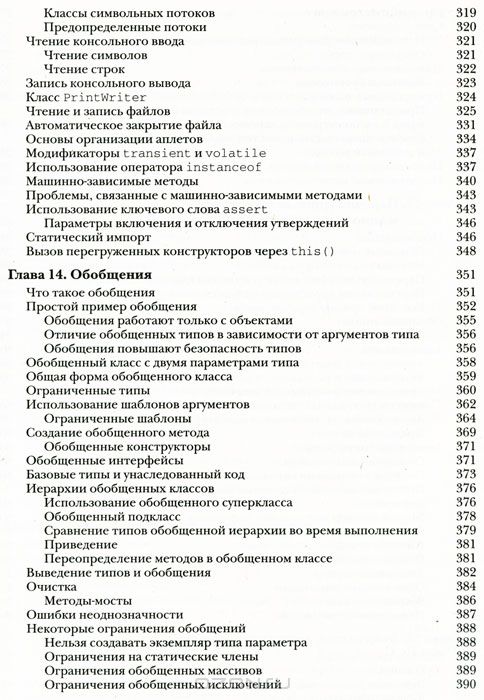 Классы символьных потоков 319
Предопределенные потоки 320
Чтение консольного ввода 321
Чтение символов 321
Чтение строк 322
Запись консольного вывода 323
Класс PrintWriter 324
Чтение и запись файлов 325
Автоматическое закрытие файла 331
Основы организации аплетов 334
Модификаторы transient и volatile 337
Использование оператора instanceof 337
Машинно-зависимые методы 340
Проблемы, связанные с машинно-зависимыми методами 343
Использование ключевого слова assert 343
Параметры включения и отключения утверждений 346
Статический импорт 346
Вызов перегруженных конструкторов через this() 348
Глава 14. Обобщения 351
Что такое обобщения 351
Простой пример обобщения 352
Обобщения работают только с объектами 355
Отличие обобщенных типов в зависимости от аргументов типа 356
Обобщения повышают безопасность типов 356
Обобщенный класс с двумя параметрами типа 358
Общая форма обобщенного класса 359
Ограниченные типы 360
Использование шаблонов аргументов 362
Ограниченные шаблоны 364
Создание обобщенного метода 369
Обобщенные конструкторы 371
Обобщенные интерфейсы 371
Базовые типы и унаследованный код 373
Иерархии обобщенных классов 376
Использование обобщенного суперкласса 376
Обобщенный подкласс 378
Сравнение типов обобщенной иерархии во время выполнения 379
Приведение 381
Переопределение методов в обобщенном классе 381
Выведение типов и обобщения 382
Очистка 384
Методы-мосты 386
Ошибки неоднозначности 387
Некоторые ограничения обобщений 388
Нельзя создавать экземпляр типа параметра 388
Ограничения на статические члены 389
Ограничения обобщенных массивов 389
Ограничения обобщенных исключений 390